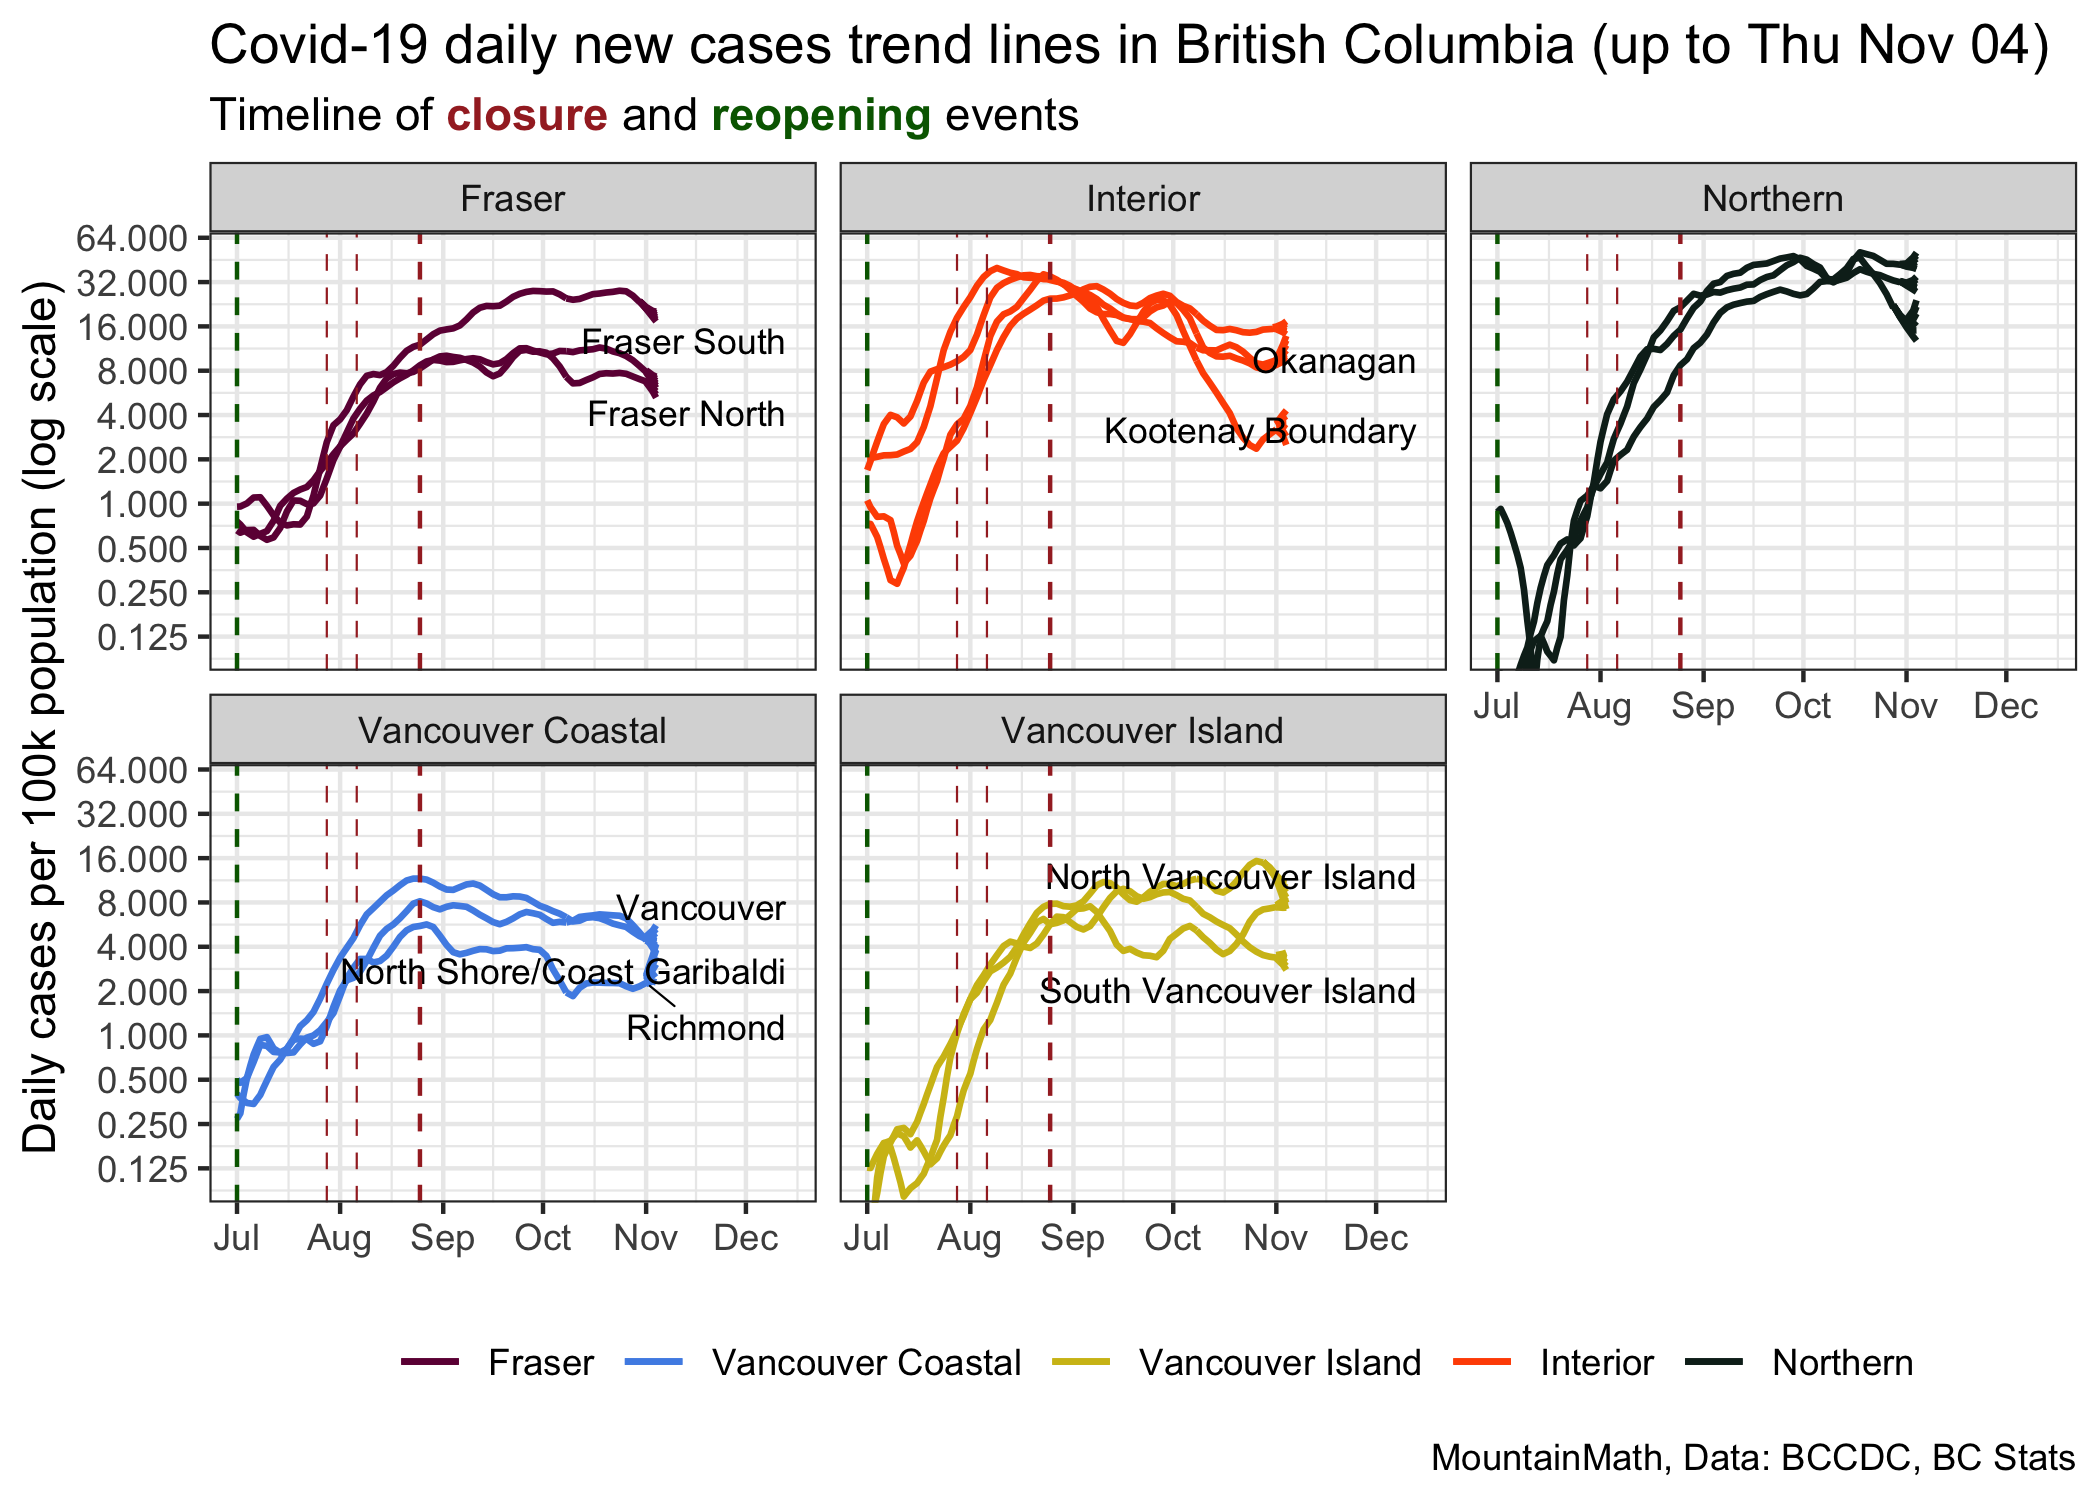 Covid-19 daily new cases trend lines in British Columbia (up to Thu Nov 04)
Timeline of closure and reopening events
Daily cases per 100k population (log scale)
Fraser
Interior
Northern
64.000
32.000
16.000
8.000
4.000
2.000
1.000
0.500
0.250
0.125
Fraser South
Fraser North
Okanagan
Kootenay Boundary
Jul Aug Sep Oct Nov Dec
Vancouver Coastal
Vancouver Island
64.000
32.000
16.000
8.000
4.000
2.000
1.000
0.500
0.250
0.125
Vancouver
North Shore/Coast Garibaldi
Richmond
North Vancouver Island
South Vancouver Island
Jul Aug Sep Oct Nov Dec
Jul Aug Sep Oct Nov Dec
Fraser Vancouver Coastal Vancouver Island Interior Northern
MountainMath, Data: BCCDC, BC Stats